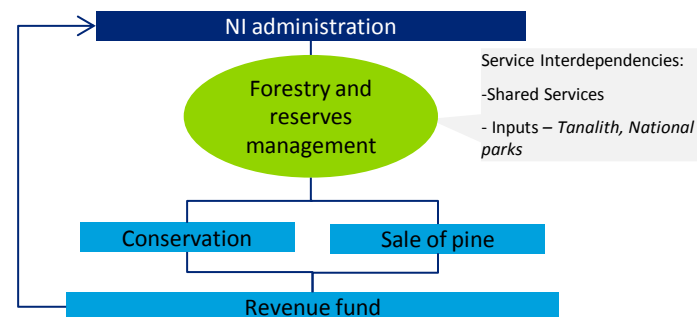 NI administration
Forestry and
reserves
management
Service Interdependencies:
-Shared Services
- Inputs – Tanalith, National
parks
Conservation
Sale of pine
Revenue fund